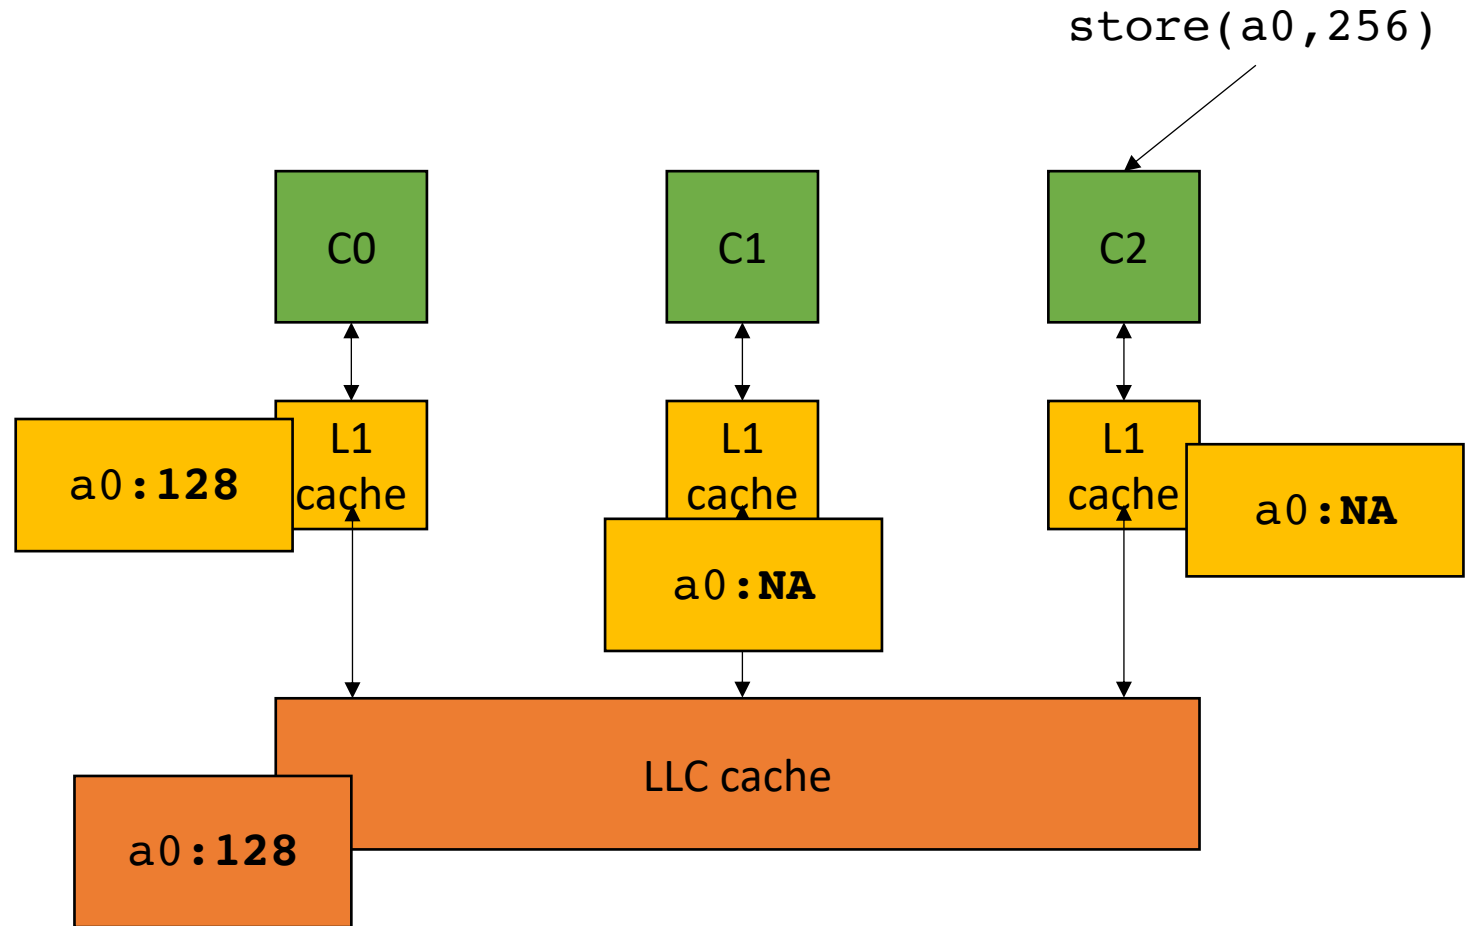 store(a0,256)
C0
C1
C2
L1
cache
L1
cache
L1
cache
a0:128
a0:NA
a0:NA
LLC cache
a0:128